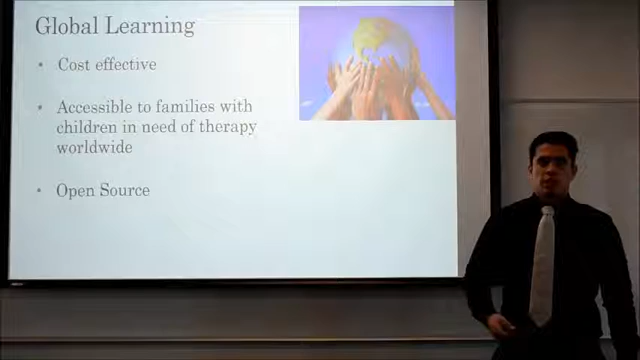 Global Learning
• Cost effective
• Accessible to families with
children in need of therapy
worldwide
• Open Source